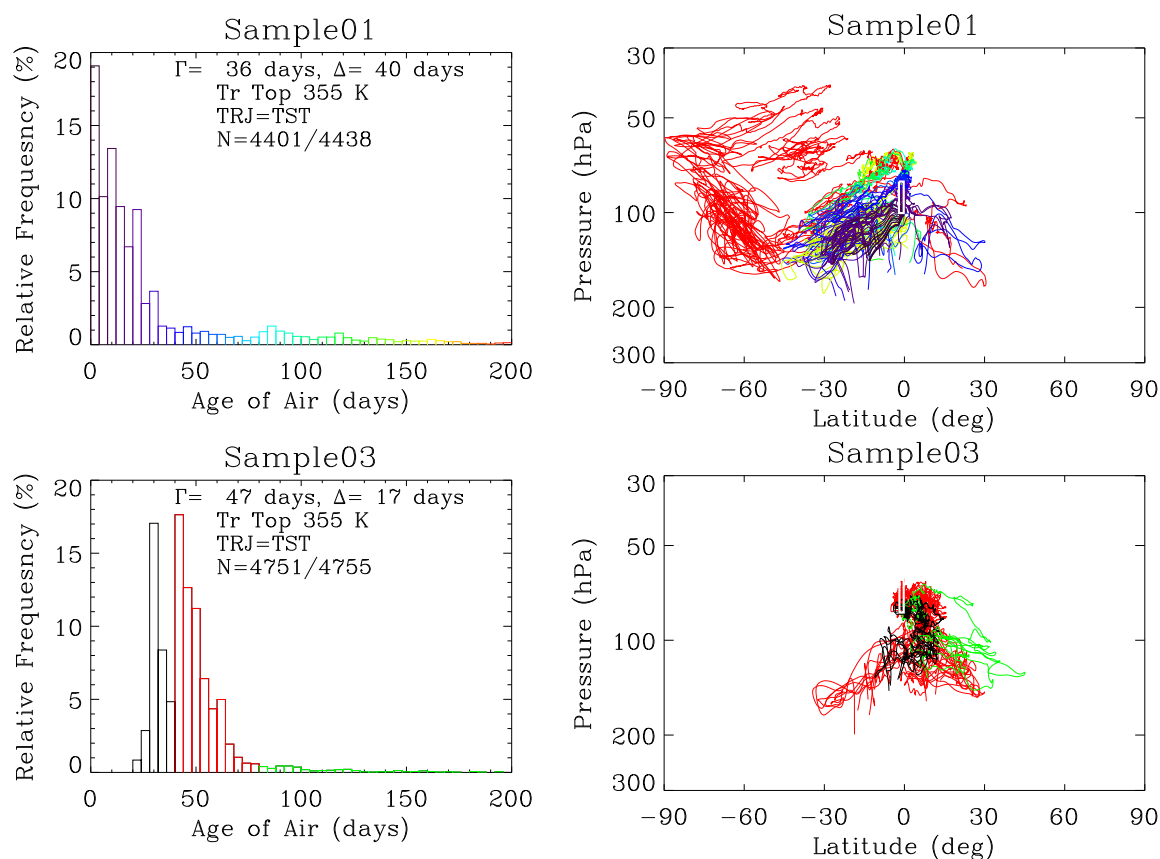 Sample01
Relative Frequesncy (%)
20
15
10
5
0
Γ= 36 days, Δ= 40 days
Tr Top 355 K
TRJ=TST
N=4401/4438
0 50 100 150 200
Age of Air (days)
Sample01
Pressure (hPa)
30
50
100
200
300
−90 −60 −30 0 30 60 90
Latitude (deg)
Sample03
Relative Frequesncy (%)
20
15
10
5
0
Γ= 47 days, Δ= 17 days
Tr Top 355 K
TRJ=TST
N=4751/4755
0 50 100 150 200
Age of Air (days)
Sample03
Pressure (hPa)
30
50
100
200
300
−90 −60 −30 0 30 60 90
Latitude (deg)